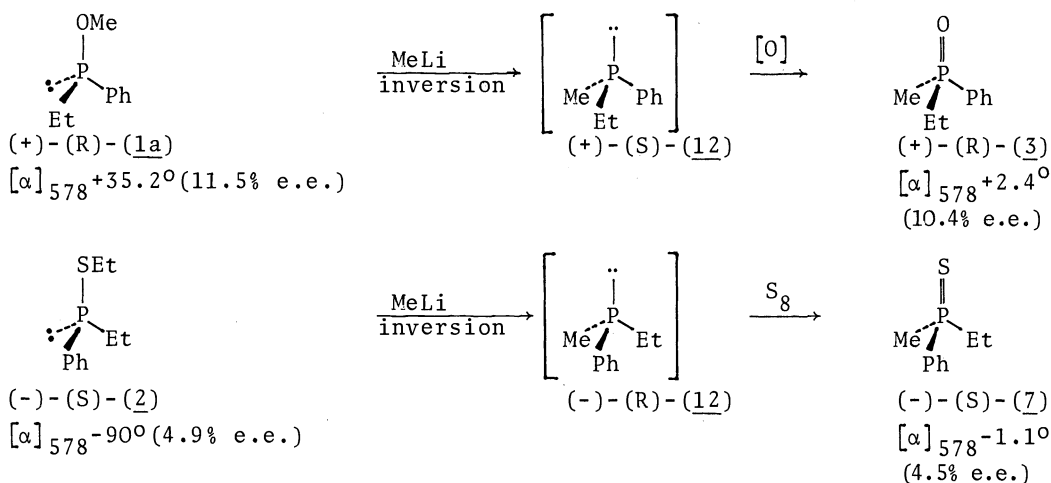 OMe
P
Ph
Et
(+)-(R)-(1a)
[α]578+35.2° (11.5% e.e.)
MeLi
inversion
P
Me
Ph
Et
(+)-(S)-(12)
[O]
O
P
Me
Ph
Et
(+)-(R)-(3)
[α]578+2.4°
(10.4% e.e.)
SEt
P
Et
Ph
(-)-(S)-(2)
[α]578-90° (4.9% e.e.)
MeLi
inversion
P
Me
Et
Ph
(-)-(R)-(12)
S8
S
P
Me
Et
Ph
(-)-(S)-(7)
[α]578-1.1°
(4.5% e.e.)